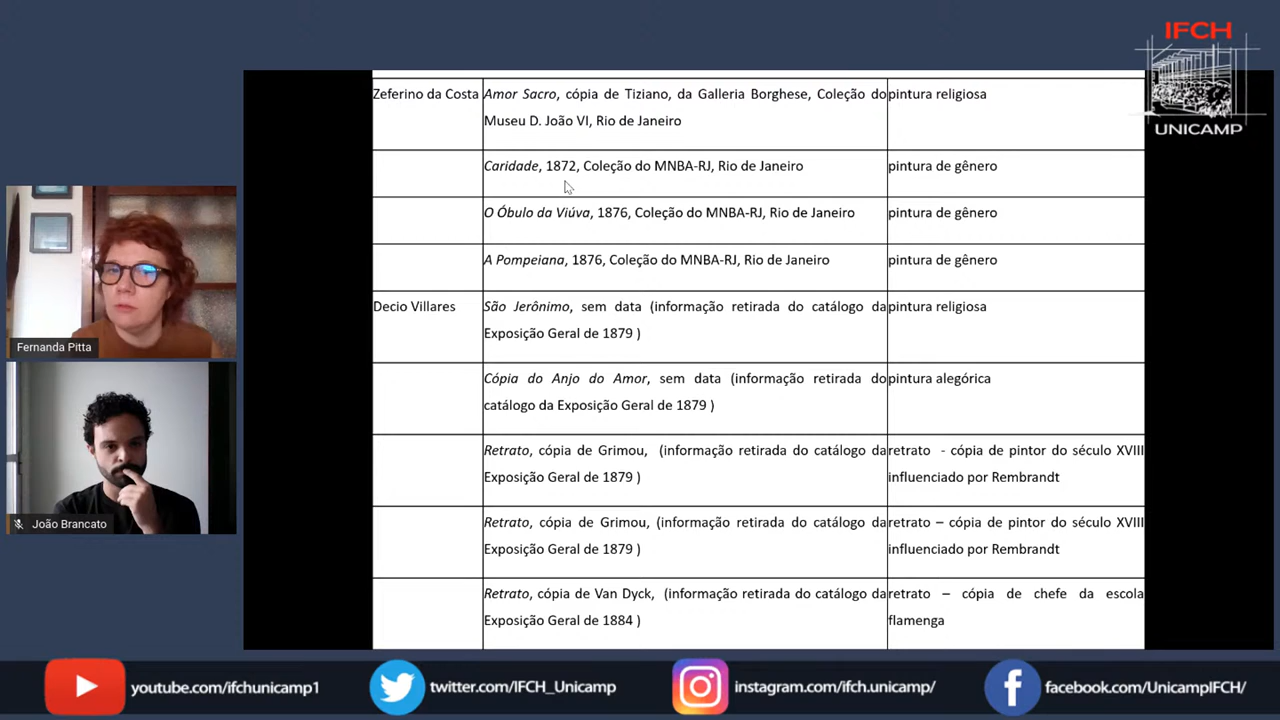 IFCH
UNICAMP
Zeferino da Costa
Amor Sacro, cópia de Tiziano, da Galleria Borghese, Coleção do
Museu D. João VI, Rio de Janeiro
pintura religiosa
Caridade, 1872, Coleção do MNBA-RJ, Rio de Janeiro
pintura de gênero
O Óbulo da Viúva, 1876, Coleção do MNBA-RJ, Rio de Janeiro
pintura de gênero
A Pompeiana, 1876, Coleção do MNBA-RJ, Rio de Janeiro
pintura de gênero
Decio Villares
São Jerônimo, sem data (informação retirada do catálogo da
Exposição Geral de 1879 )
pintura religiosa
Cópia do Anjo do Amor, sem data (informação retirada do
catálogo da Exposição Geral de 1879 )
pintura alegórica
Retrato, cópia de Grimou, (informação retirada do catálogo da
Exposição Geral de 1879 )
retrato - cópia de pintor do século XVIII
influenciado por Rembrandt
Retrato, cópia de Grimou, (informação retirada do catálogo da
Exposição Geral de 1879 )
retrato – cópia de pintor do século XVIII
influenciado por Rembrandt
Retrato, cópia de Van Dyck, (informação retirada do catálogo da
Exposição Geral de 1884 )
retrato – cópia de chefe da escola
flamenga
Fernanda Pitta
João Brancato
youtube.com/ifchunicamp1
twitter.com/IFCH_Unicamp
instagram.com/ifch.unicamp/
facebook.com/UnicampIFCH/